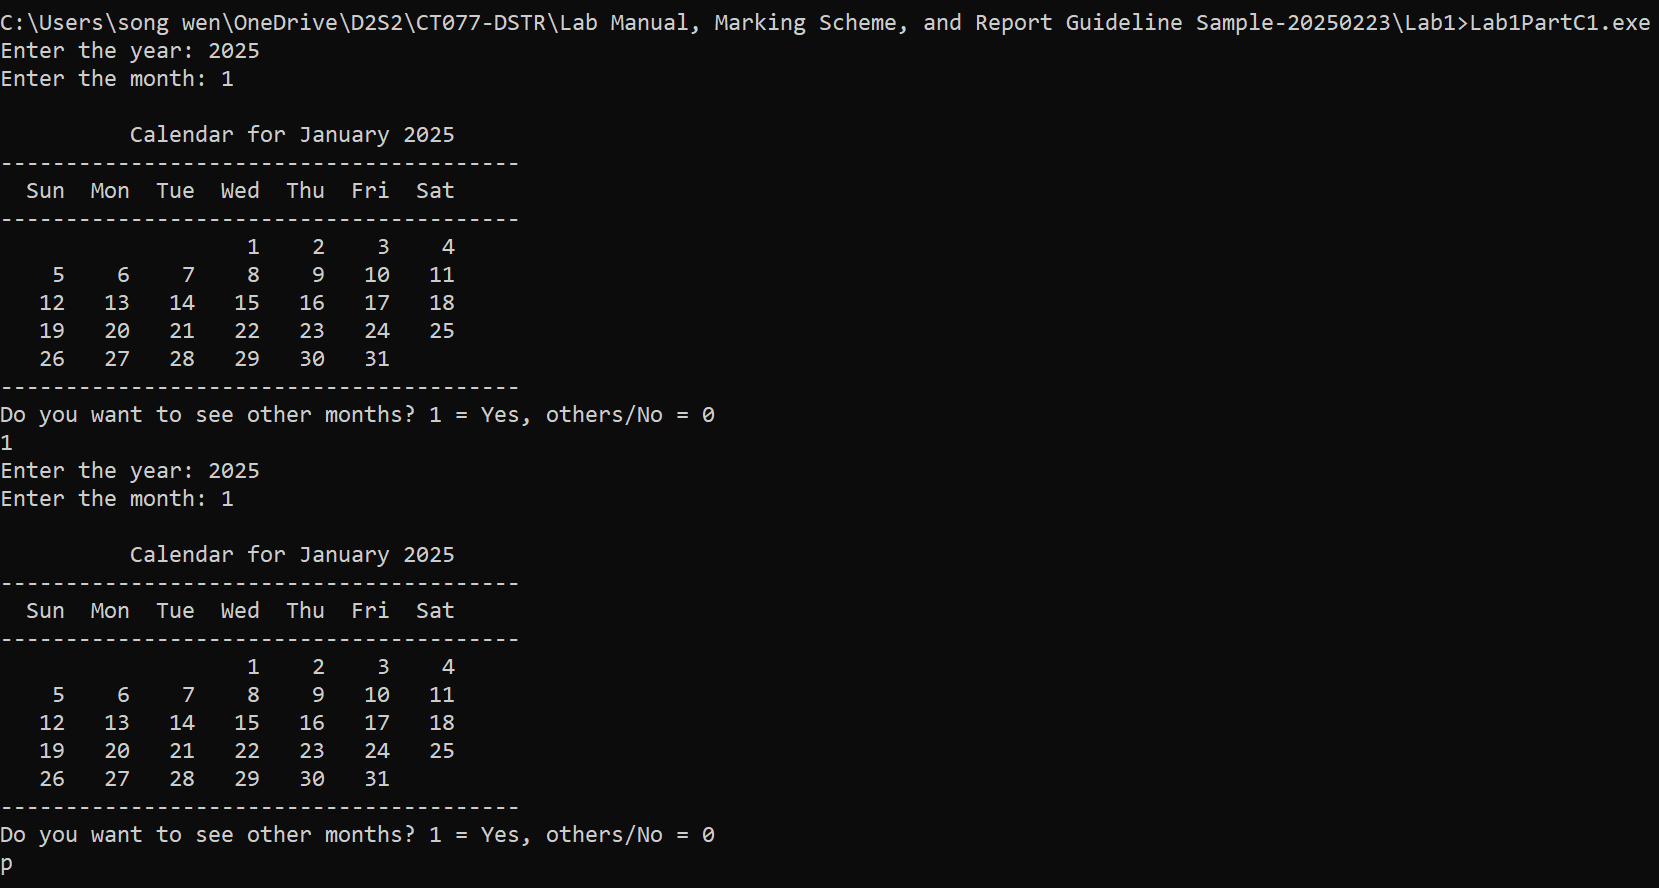 C:\Users\song wen\OneDrive\D2S2\CT077-DSTR\Lab Manual, Marking Scheme, and Report Guideline Sample-20250223\Lab1>Lab1PartC1.exe
Enter the year: 2025
Enter the month: 1
Calendar for January 2025
----------------------------------------
Sun  Mon  Tue  Wed  Thu  Fri  Sat
----------------------------------------
                   1    2    3    4
    5    6    7    8    9   10   11
   12   13   14   15   16   17   18
   19   20   21   22   23   24   25
   26   27   28   29   30   31
----------------------------------------
Do you want to see other months? 1 = Yes, others/No = 0
1
Enter the year: 2025
Enter the month: 1
Calendar for January 2025
----------------------------------------
Sun  Mon  Tue  Wed  Thu  Fri  Sat
----------------------------------------
                   1    2    3    4
    5    6    7    8    9   10   11
   12   13   14   15   16   17   18
   19   20   21   22   23   24   25
   26   27   28   29   30   31
----------------------------------------
Do you want to see other months? 1 = Yes, others/No = 0
p